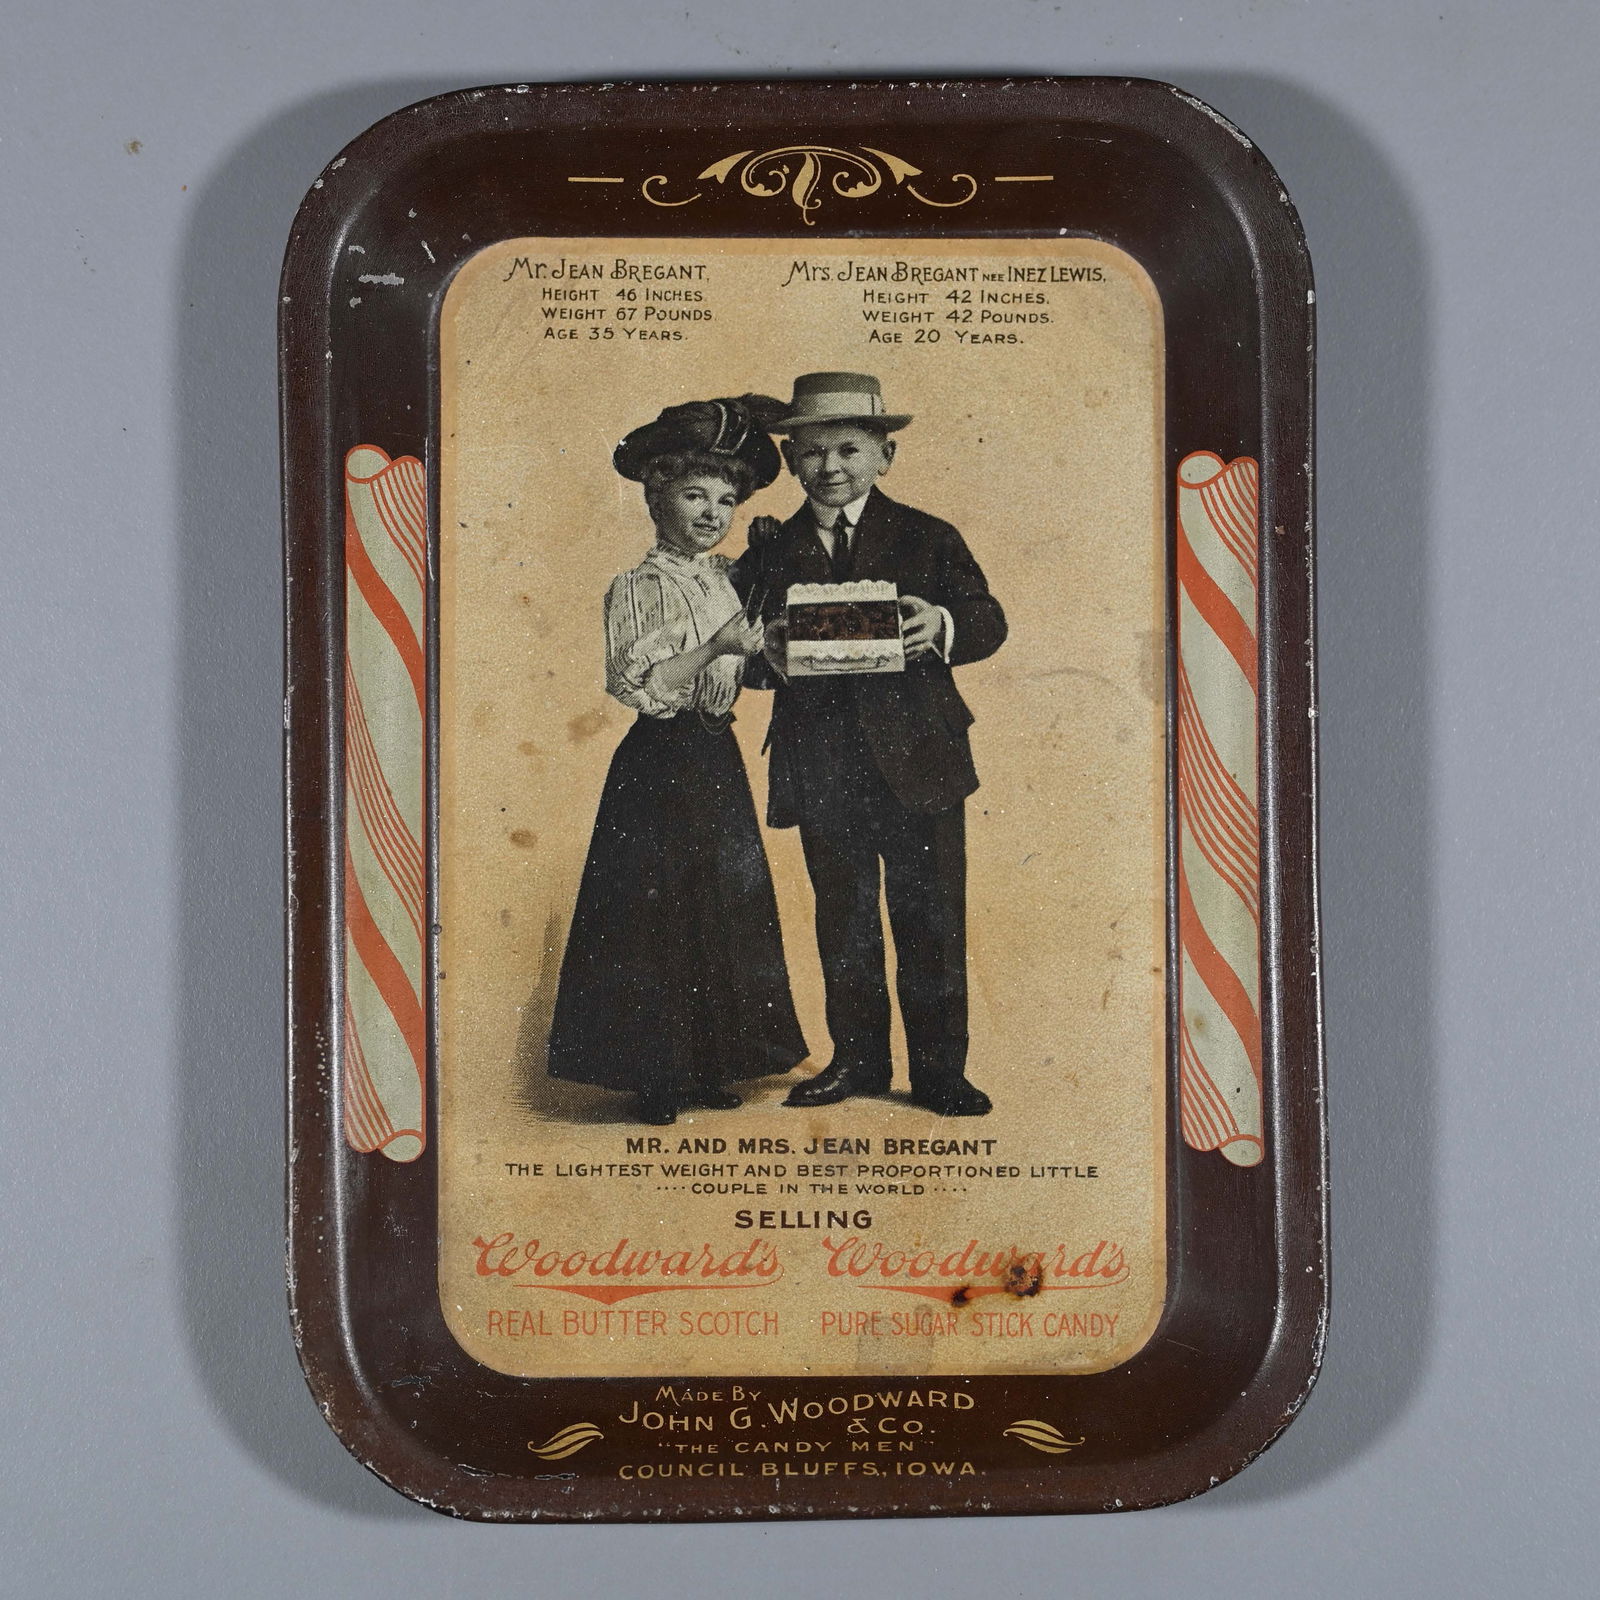 Mr. JEAN BREGANT,
HEIGHT 46 INCHES
WEIGHT 67 POUNDS.
AGE 35 YEARS.
Mrs. JEAN BREGANT NEE INEZ LEWIS,
HEIGHT 42 INCHES,
WEIGHT 42 POUNDS.
AGE 20 YEARS.
MR. AND MRS. JEAN BREGANT
THE LIGHTEST WEIGHT AND BEST PROPORTIONED LITTLE
····COUPLE IN THE WORLD····
SELLING
Woodward's Woodward's
REAL BUTTER SCOTCH PURE SUGAR STICK CANDY
MADE BY
JOHN G. WOODWARD
& CO.
"THE CANDY MEN"
COUNCIL BLUFFS, IOWA.